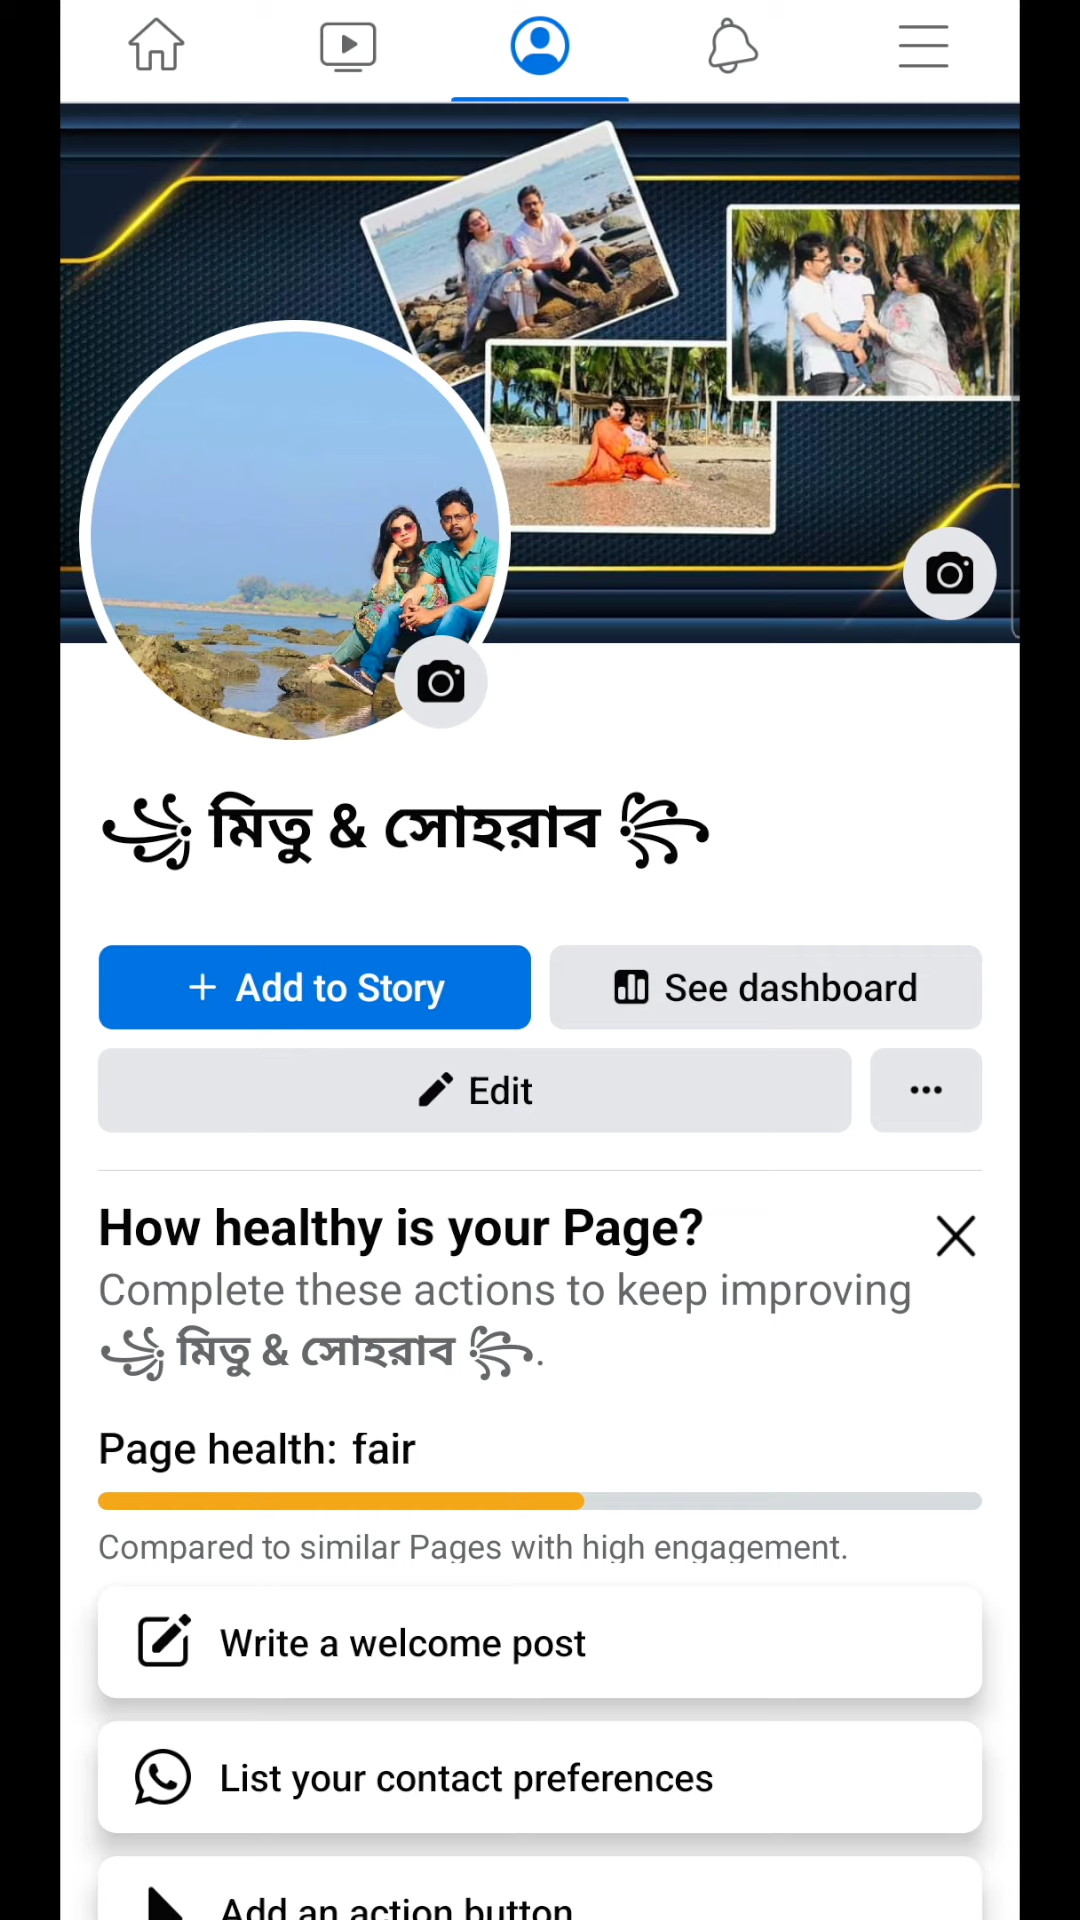 ꧁ মিতু & সোহরাব ꧂
+ Add to Story
See dashboard
Edit
...
How healthy is your Page?
Complete these actions to keep improving
꧁ মিতু & সোহরাব ꧂.
Page health: fair
Compared to similar Pages with high engagement.
Write a welcome post
List your contact preferences
Add an action button